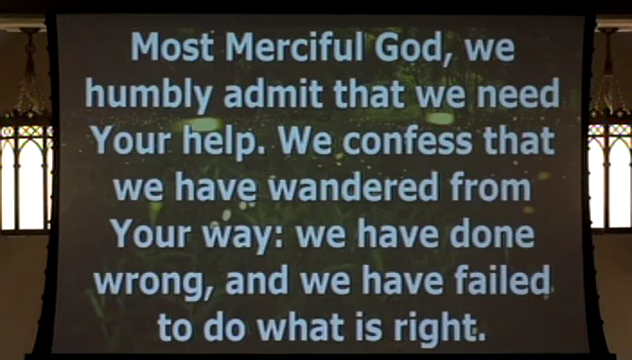 Most Merciful God, we
humbly admit that we need
Your help. We confess that
we have wandered from
Your way: we have done
wrong, and we have failed
to do what is right.